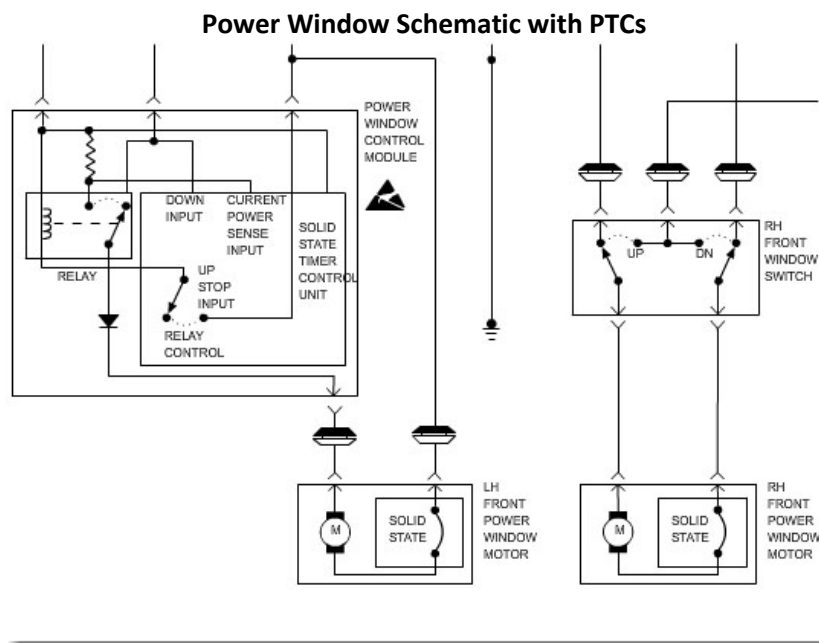 Power Window Schematic with PTCs
POWER
WINDOW
CONTROL
MODULE
DOWN
INPUT
CURRENT
POWER
SENSE
INPUT
SOLID
STATE
TIMER
CONTROL
UNIT
RELAY
UP
STOP
INPUT
RELAY
CONTROL
UP
DN
RH
FRONT
WINDOW
SWITCH
M
SOLID
STATE
LH
FRONT
POWER
WINDOW
MOTOR
M
SOLID
STATE
RH
FRONT
POWER
WINDOW
MOTOR